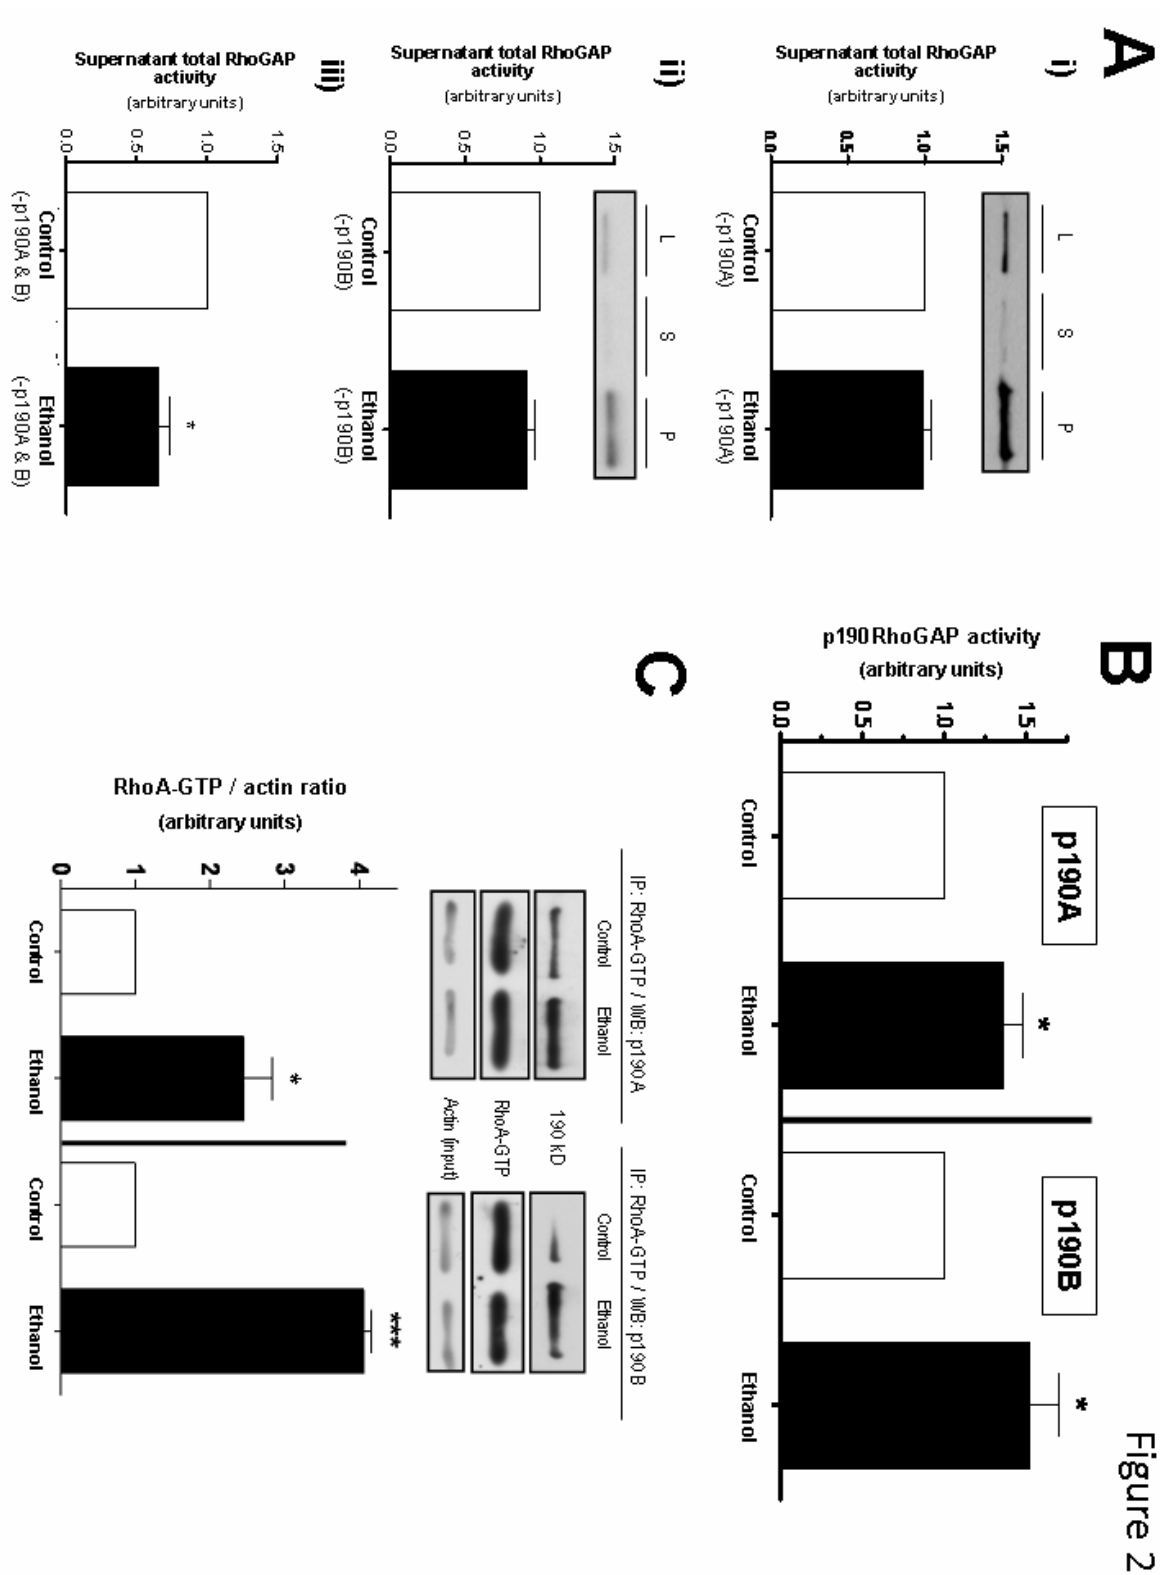 Figure 2
A
i)
L S P
Supernatant total RhoGAP
activity
(arbitrary units)
1.5
1.0
0.5
0.0
Control Ethanol
(-p190A) (-p190A)
ii)
L S P
Supernatant total RhoGAP
activity
(arbitrary units)
1.5
1.0
0.5
0.0
Control Ethanol
(-p190B) (-p190B)
iii)
Supernatant total RhoGAP
activity
(arbitrary units)
1.5
1.0
0.5
0.0
*
Control Ethanol
(-p190A & B) (-p190A & B)
B
p190A p190B
p190RhoGAP activity
(arbitrary units)
1.5
1.0
0.5
0.0
* *
Control Ethanol Control Ethanol
C
IP: RhoA-GTP / WB: p190A IP: RhoA-GTP / WB: p190B
Control Ethanol Control Ethanol
190 kD
RhoA-GTP
Actin (input)
RhoA-GTP / actin ratio
(arbitrary units)
4
3
2
1
0
* ***
Control Ethanol Control Ethanol